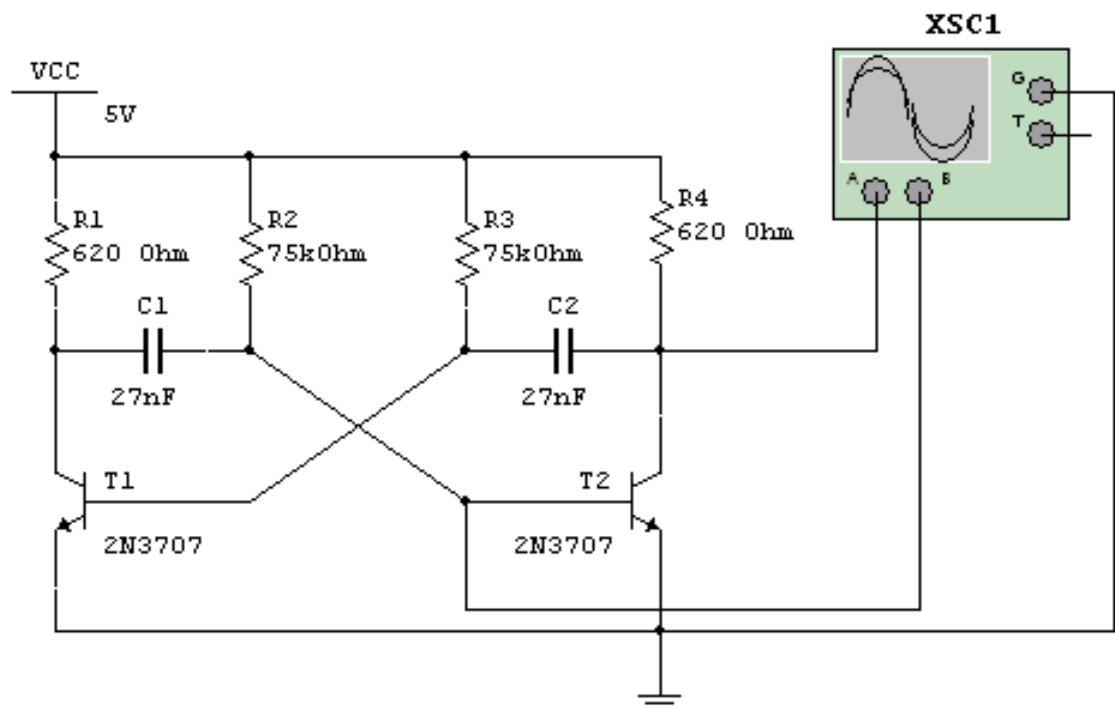 XSC1
VCC
5V
G
T
A
B
R1
620 Ohm
R2
75kOhm
R3
75kOhm
R4
620 Ohm
C1
27nF
C2
27nF
T1
2N3707
T2
2N3707